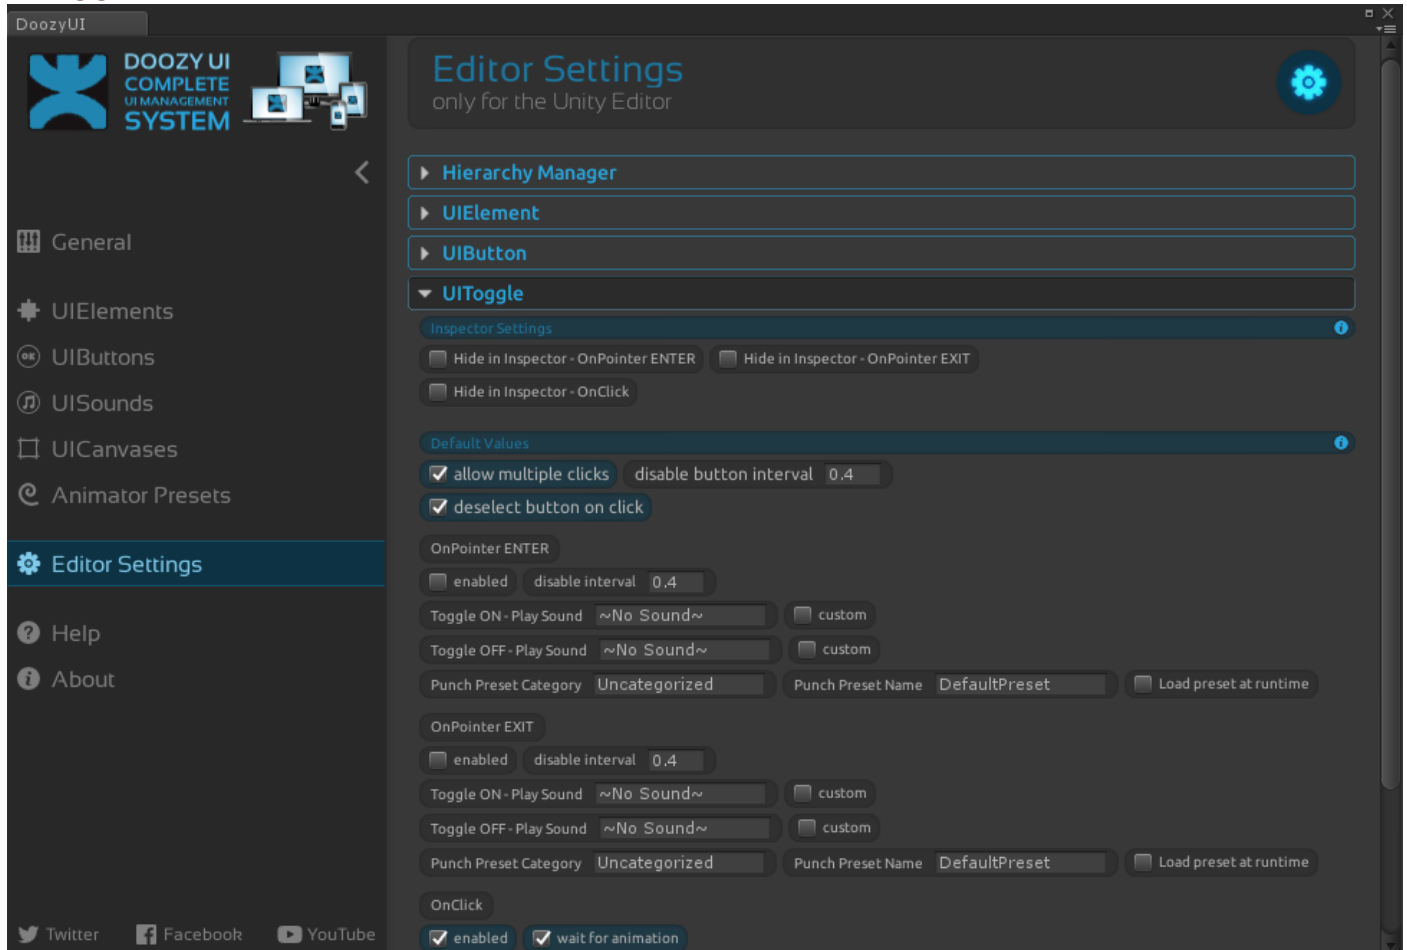 DoozyUI
DOOZY UI
COMPLETE
UI MANAGEMENT
SYSTEM
General
UIElements
UIButtons
UISounds
UICanvases
Animator Presets
Editor Settings
Help
About
Twitter Facebook YouTube
Editor Settings
only for the Unity Editor
Hierarchy Manager
UIElement
UIButton
UIToggle
Inspector Settings
Hide in Inspector - OnPointer ENTER Hide in Inspector - OnPointer EXIT
Hide in Inspector - OnClick
Default Values
allow multiple clicks disable button interval 0.4
deselect button on click
OnPointer ENTER
enabled disable interval 0.4
Toggle ON - Play Sound ~No Sound~ custom
Toggle OFF - Play Sound ~No Sound~ custom
Punch Preset Category Uncategorized Punch Preset Name DefaultPreset Load preset at runtime
OnPointer EXIT
enabled disable interval 0.4
Toggle ON - Play Sound ~No Sound~ custom
Toggle OFF - Play Sound ~No Sound~ custom
Punch Preset Category Uncategorized Punch Preset Name DefaultPreset Load preset at runtime
OnClick
enabled wait for animation